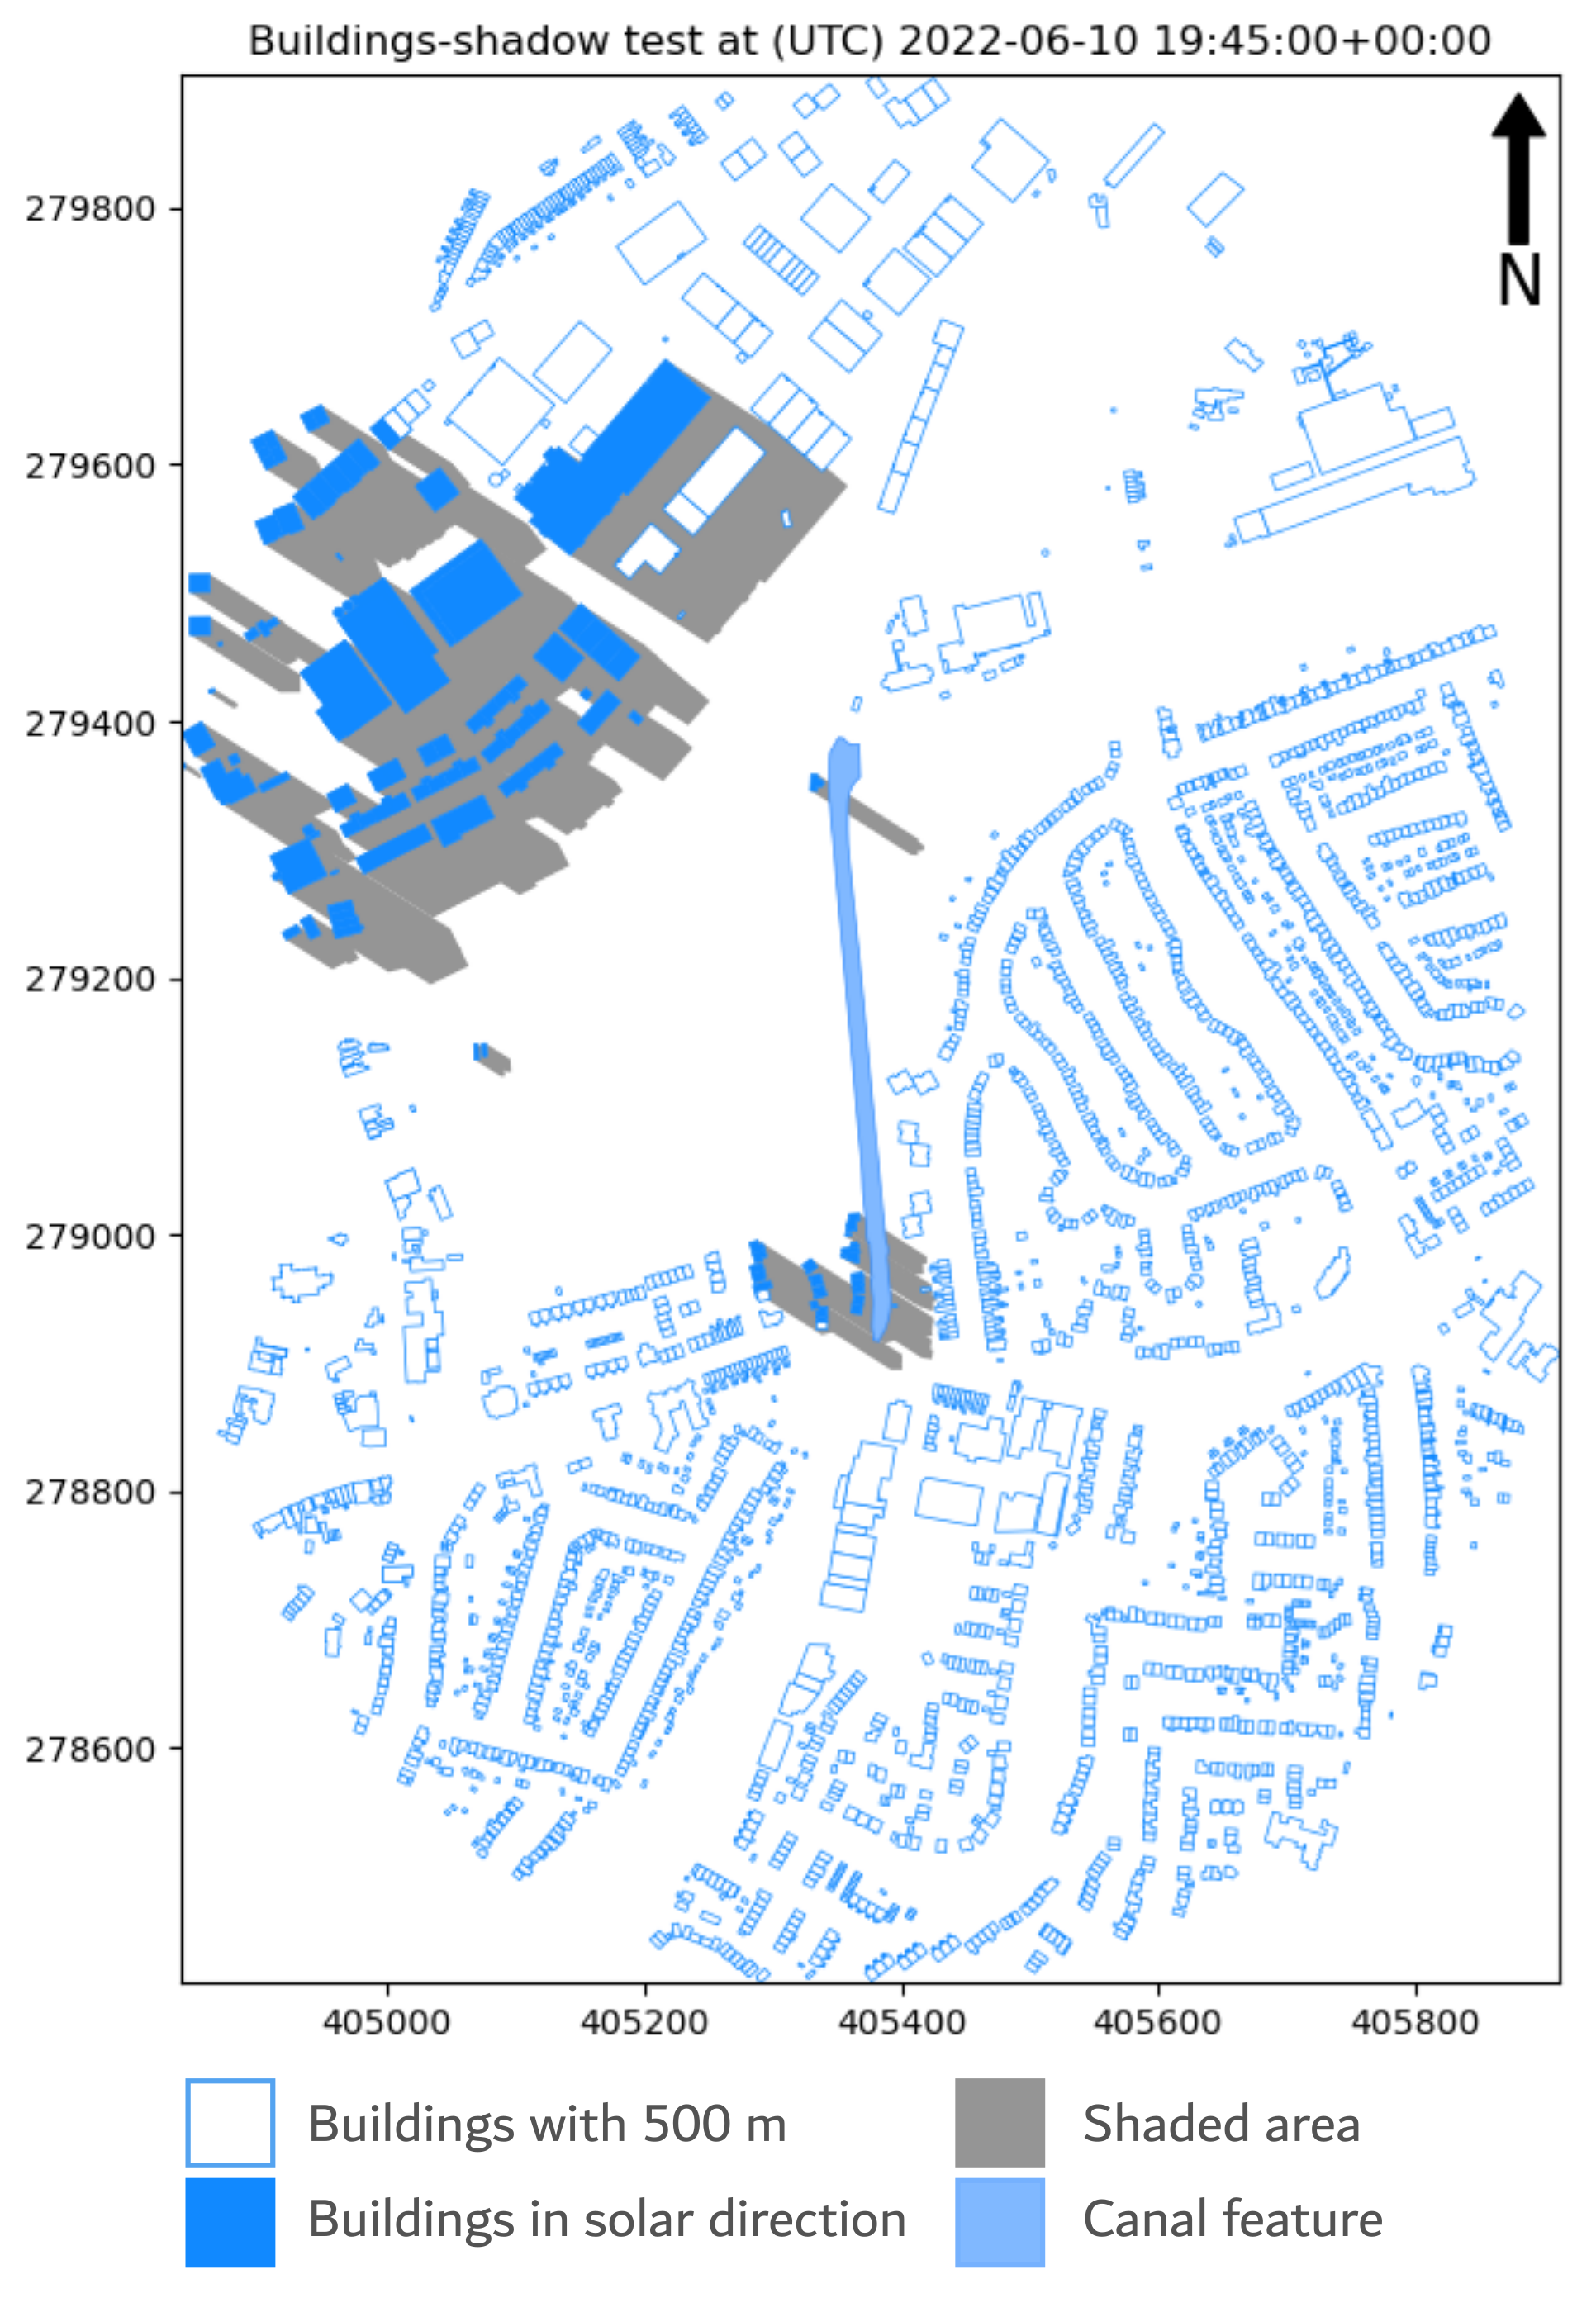 Buildings-shadow test at (UTC) 2022-06-10 19:45:00+00:00
N
279800
279600
279400
279200
279000
278800
278600
405000 405200 405400 405600 405800
Buildings with 500 m
Shaded area
Buildings in solar direction
Canal feature